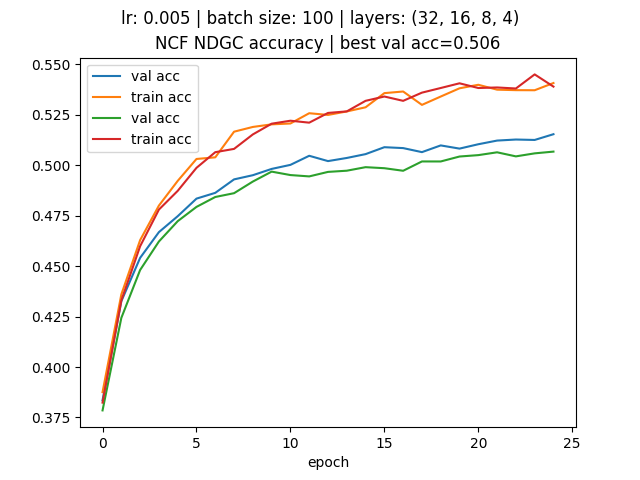 lr: 0.005 | batch size: 100 | layers: (32, 16, 8, 4)
NCF NDGC accuracy | best val acc=0.506
0.550
0.525
0.500
0.475
0.450
0.425
0.400
0.375
val acc
train acc
val acc
train acc
0 5 10 15 20 25
epoch